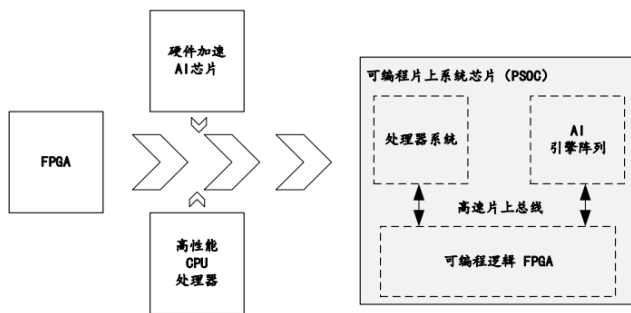 硬件加速
AI芯片
FPGA
高性能
CPU
处理器
可编程片上系统芯片 (PSOC)
处理器系统
AI
引擎阵列
高速片上总线
可编程逻辑 FPGA